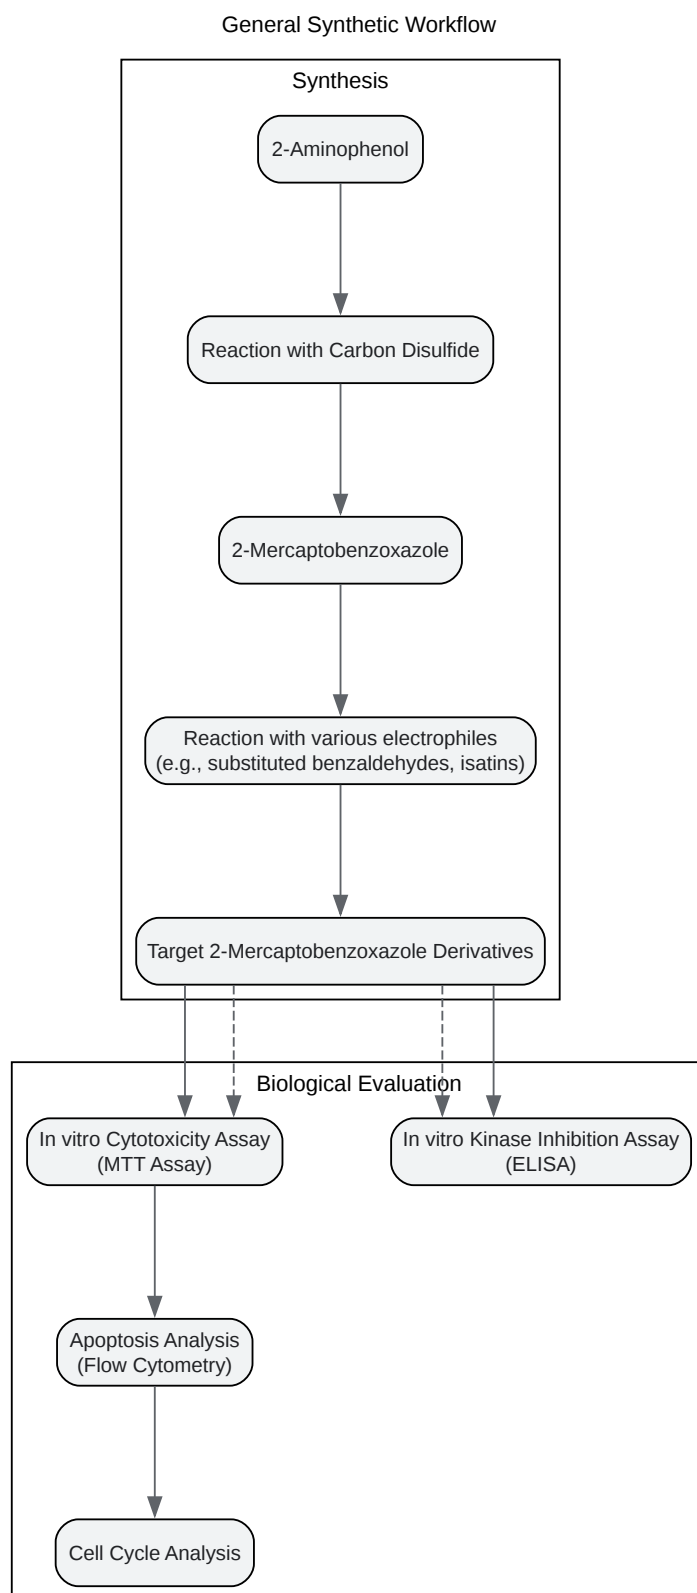 General Synthetic Workflow
Synthesis
2-Aminophenol
Reaction with Carbon Disulfide
2-Mercaptobenzoxazole
Reaction with various electrophiles
(e.g., substituted benzaldehydes, isatins)
Target 2-Mercaptobenzoxazole Derivatives
Biological Evaluation
In vitro Cytotoxicity Assay
(MTT Assay)
In vitro Kinase Inhibition Assay
(ELISA)
Apoptosis Analysis
(Flow Cytometry)
Cell Cycle Analysis